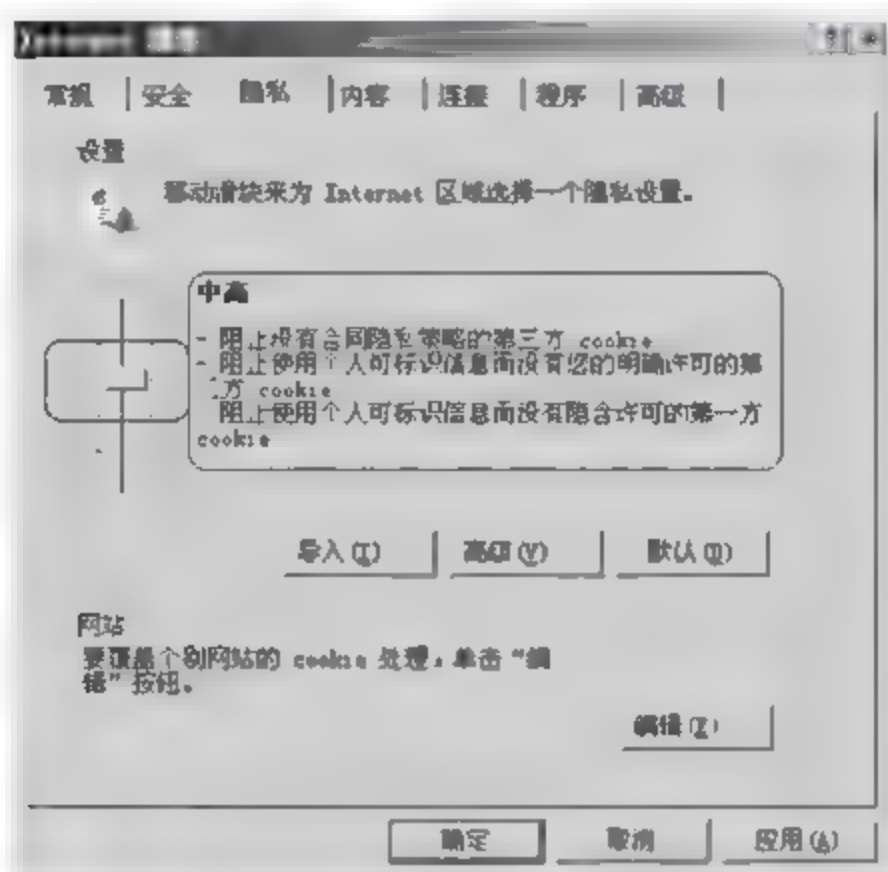 Internet 选项
常规 安全 隐私 内容 连接 程序 高级
设置
移动滑块来为 Internet 区域选择一个隐私设置。
中高
- 阻止没有合同隐私策略的第三方 cookie
- 阻止使用个人可标识信息而没有您的明确许可的第
三方 cookie
阻止使用个人可标识信息而没有隐含许可的第一方
cookie
导入(I) 高级(V) 默认(D)
网站
要覆盖个别网站的 cookie 处理，单击“编
辑”按钮。
编辑(E)
确定 取消 应用(A)